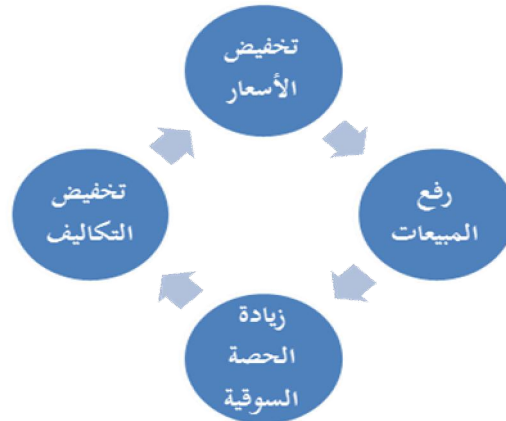 تخفيض
الأسعار
رفع
المبيعات
زيادة
الحصة
السوقية
تخفيض
التكاليف